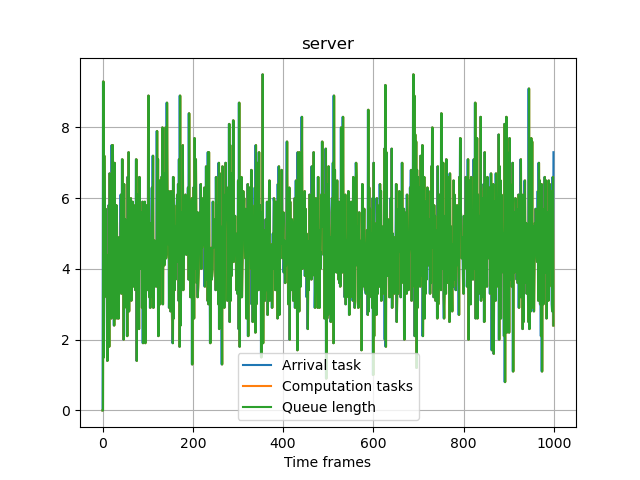 server
8
6
4
2
0
Arrival task
Computation tasks
Queue length
0 200 400 600 800 1000
Time frames